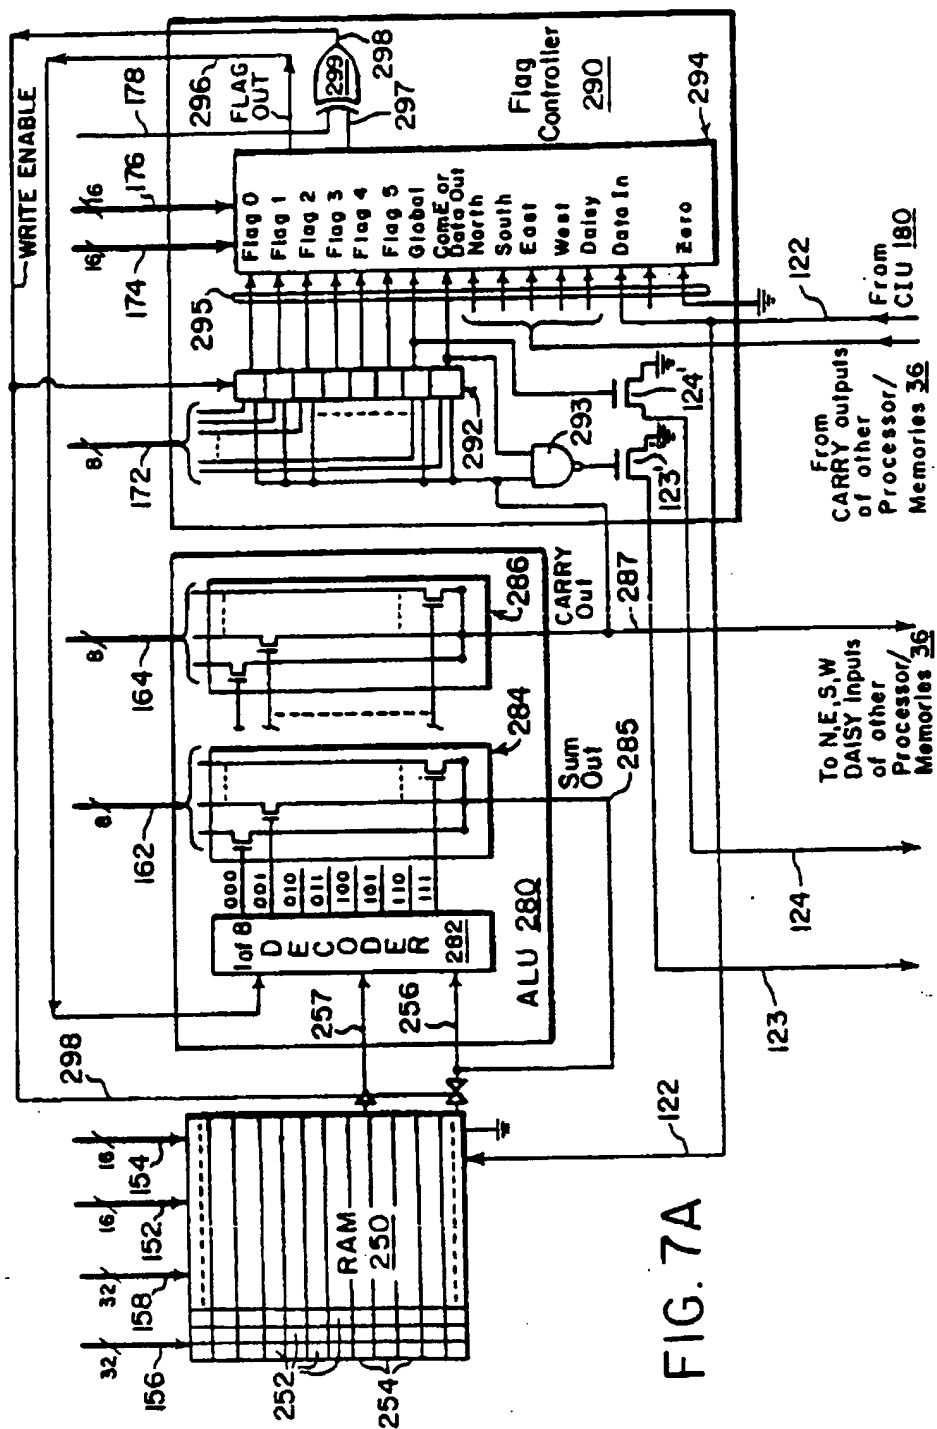 WRITE ENABLE
32
156
32
158
16
152
16
154
298
RAM
250
252
254
122
FIG. 7A
8
162
8
164
1 of 8
DECODER
282
000
001
010
011
100
101
110
111
257
256
ALU 280
284
286
Sum
Out
285
CARRY
Out
287
123
124
To N,E,S,W
DAISY Inputs
of other
Processor/
Memories 36
8
172
292
293
123'
124'
295
16
174
16
176
178
296
FLAG
OUT
299
298
297
Flag
Controller
290
294
Flag 0
Flag 1
Flag 2
Flag 3
Flag 4
Flag 5
Global
ComE or
Data Out
North
South
East
West
Daisy
Data In
Zero
122
From
CIU 180
From
CARRY outputs
of other
Processor/
Memories 36